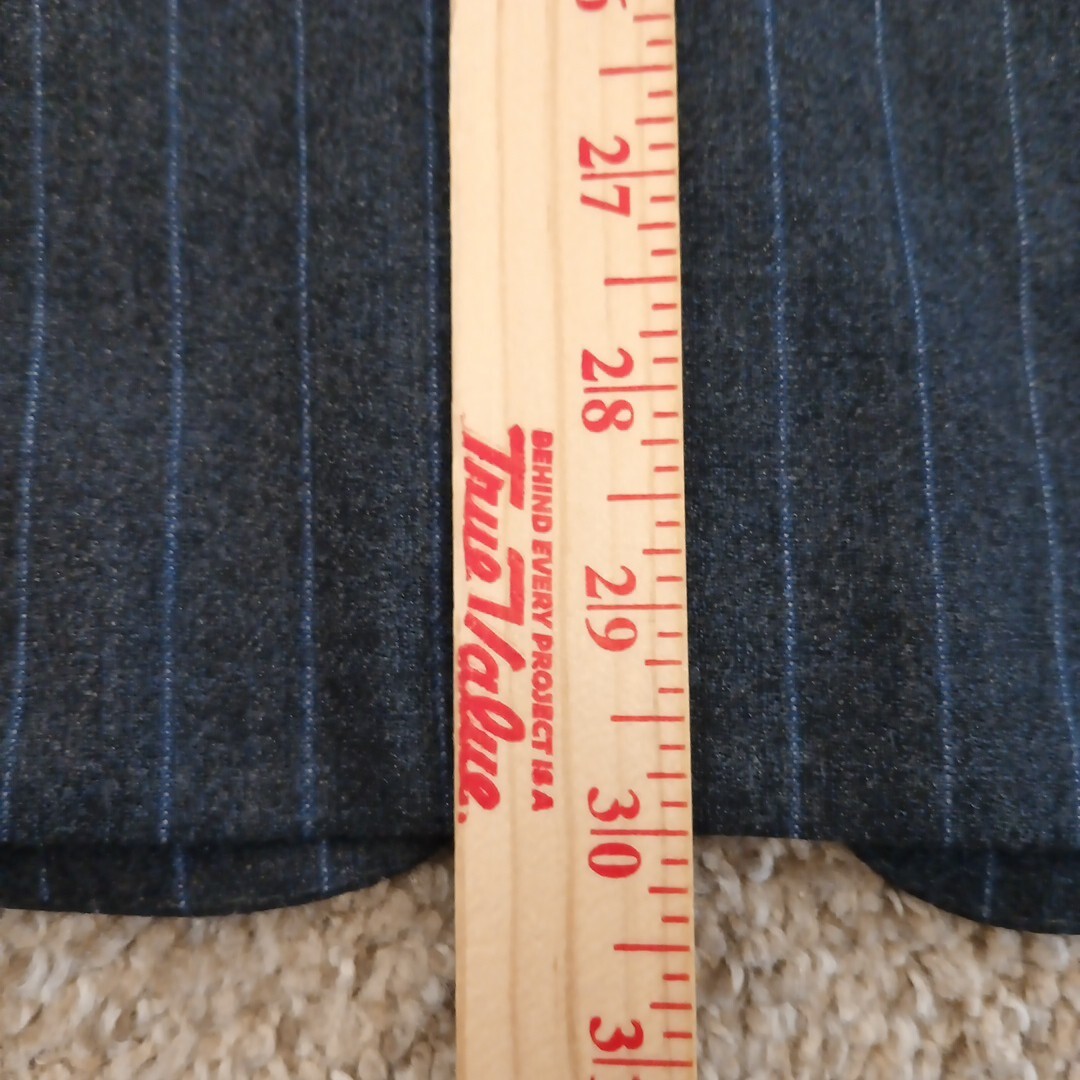 27
28
29
30
BEHIND EVERY PROJECT IS A
True Value.